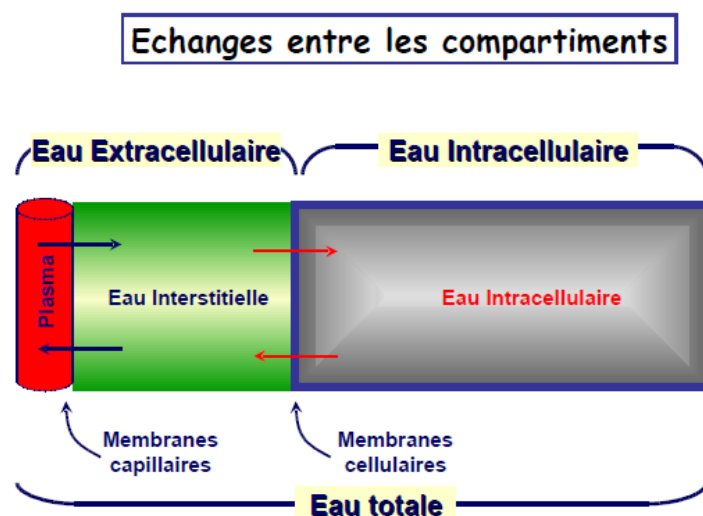 Echanges entre les compartiments
Eau Extracellulaire
Eau Intracellulaire
Plasma
Eau Interstitielle
Eau Intracellulaire
Membranes
capillaires
Membranes
cellulaires
Eau totale